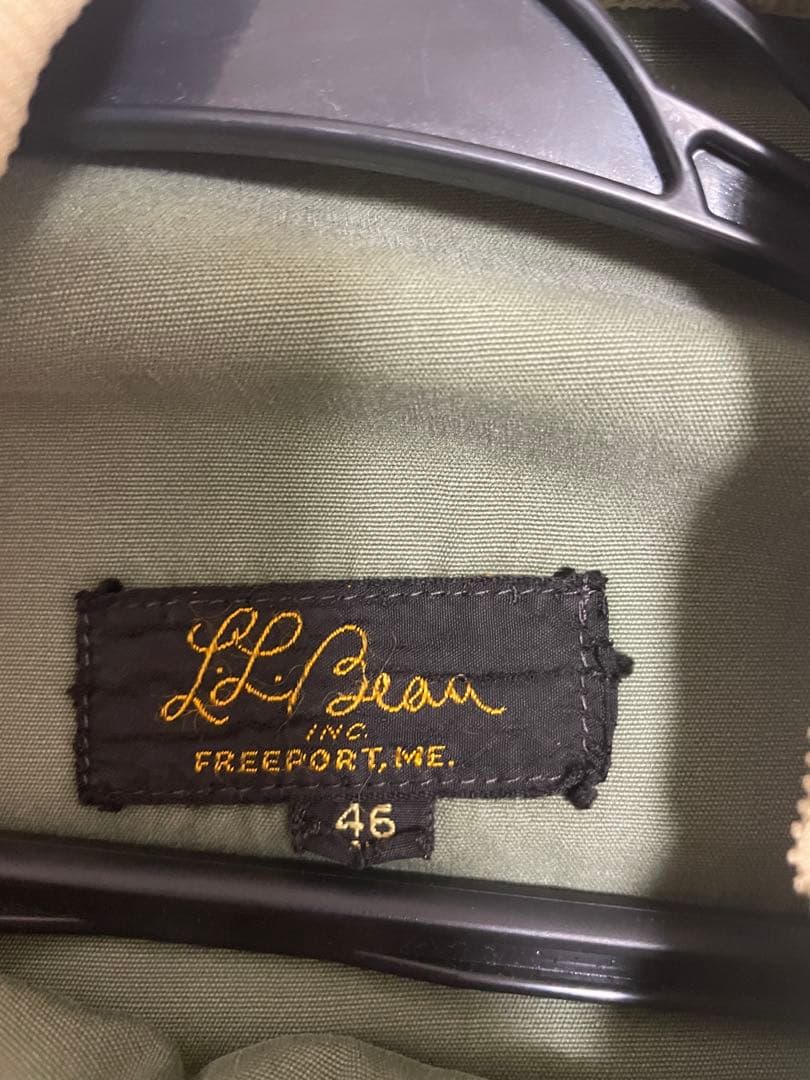 L.L.Bean
INC.
FREEPORT, ME.
46